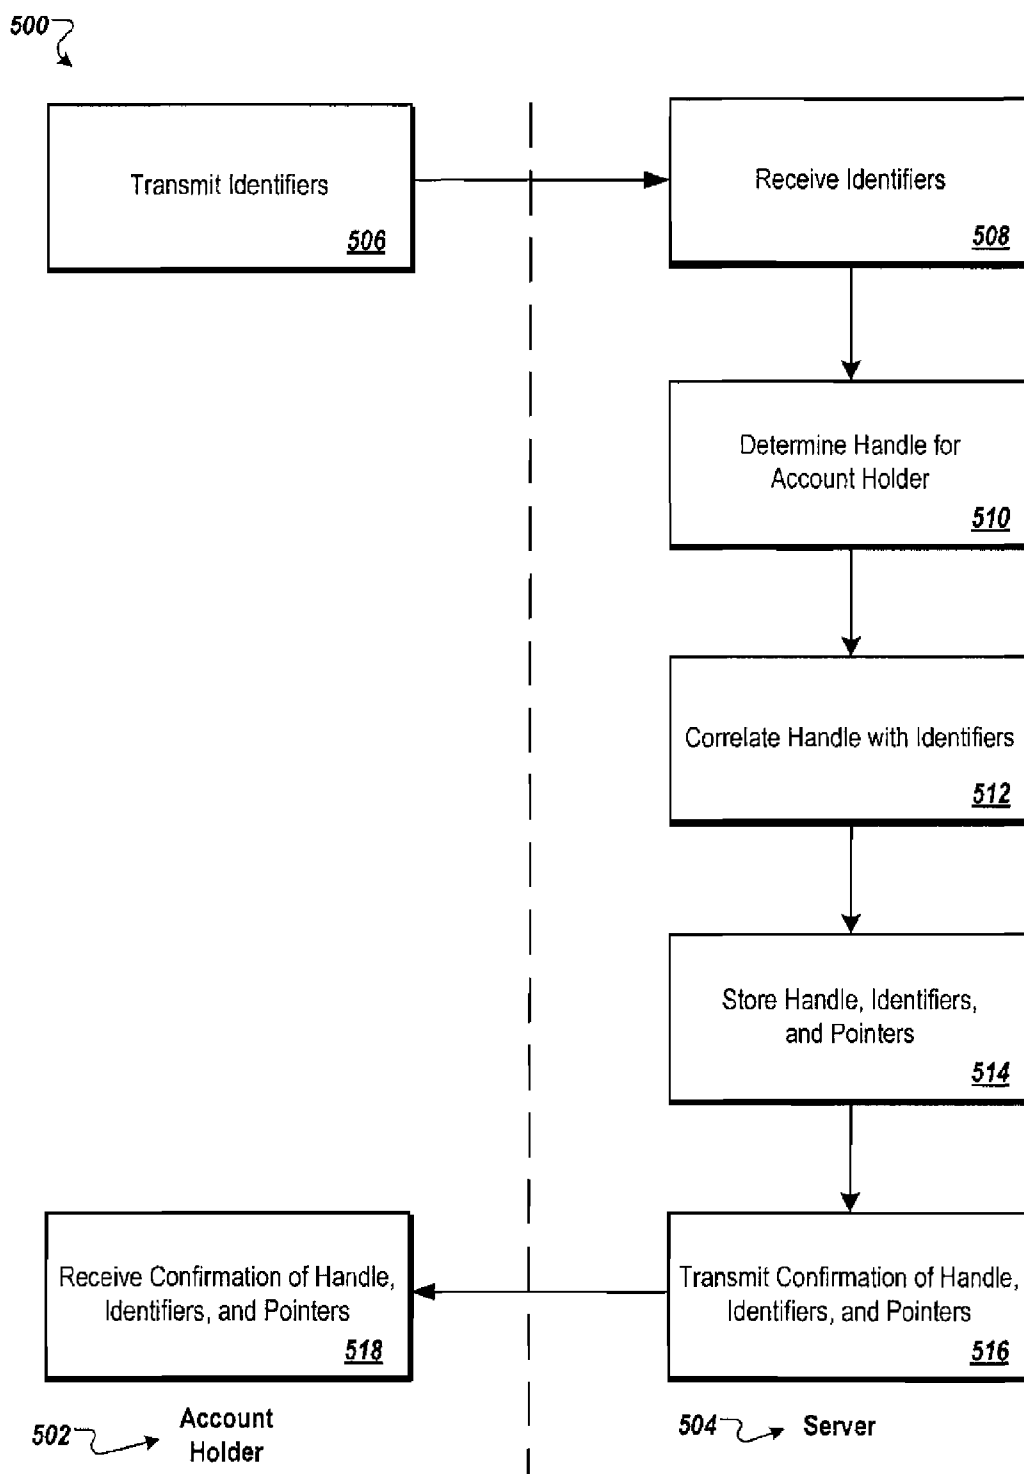 500
Transmit Identifiers
506
Receive Identifiers
508
Determine Handle for
Account Holder
510
Correlate Handle with Identifiers
512
Store Handle, Identifiers,
and Pointers
514
Receive Confirmation of Handle,
Identifiers, and Pointers
518
Transmit Confirmation of Handle,
Identifiers, and Pointers
516
502
Account
Holder
504
Server